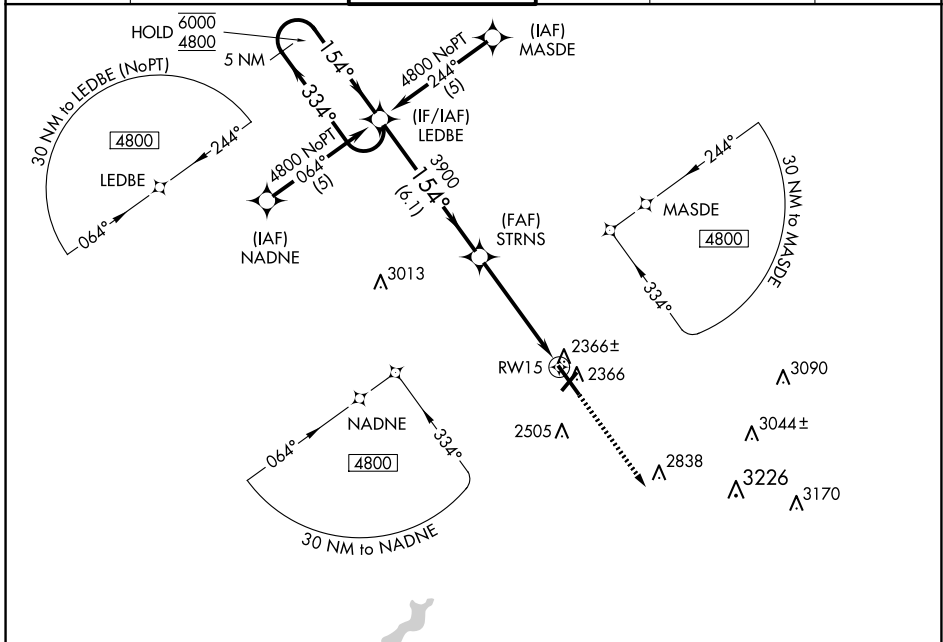 HOLD 6000
4800
5 NM
154°
334°
(IAF)
MASDE
4800 NoPT
244°
(5)
(IF/IAF)
LEDBE
30 NM to LEDBE (NoPT)
4800
244°
LEDBE
064°
4800 NoPT
064°
(5)
(IAF)
NADNE
3900
154°
(6.1)
(FAF)
STRNS
244°
MASDE
4800
30 NM to MASDE
334°
3013
2366±
RW15
2366
3090
NADNE
064°
334°
4800
30 NM to NADNE
2505
3044±
2838
3226
3170